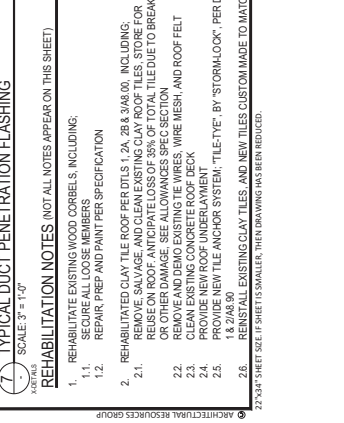 7 TYPICAL DUCT PENETRATION FLASHING
- SCALE: 3" = 1'-0"
X-DETAILS
REHABILITATION NOTES (NOT ALL NOTES APPEAR ON THIS SHEET)
1. REHABILITATE EXISTING WOOD CORBELS, INCLUDING;
1.1. SECURE ALL LOOSE MEMBERS
1.2. REPAIR, PREP AND PAINT PER SPECIFICATION
2. REHABILITATED CLAY TILE ROOF PER DTLS 1, 2A, 2B & 3/A8.00, INCLUDING;
2.1. REMOVE, SALVAGE, AND CLEAN EXISTING CLAY ROOF TILES, STORE FOR
REUSE ON ROOF. ANTICIPATE LOSS OF 35% OF TOTAL TILE DUE TO BREAK
OR OTHER DAMAGE, SEE ALLOWANCES SPEC SECTION
2.2. REMOVE AND DEMO EXISTING TIE WIRES, WIRE MESH, AND ROOF FELT
2.3. CLEAN EXISTING CONCRETE ROOF DECK
2.4. PROVIDE NEW ROOF UNDERLAYMENT
2.5. PROVIDE NEW TILE ANCHOR SYSTEM; "TILE-TYE", BY "STORM-LOCK", PER D
1 & 2/A8.90
2.6. REINSTALL EXISTING CLAY TILES, AND NEW TILES CUSTOM MADE TO MATC
© ARCHITECTURAL RESOURCES GROUP
22"x34" SHEET SIZE. IF SHEET IS SMALLER, THEN DRAWING HAS BEEN REDUCED.